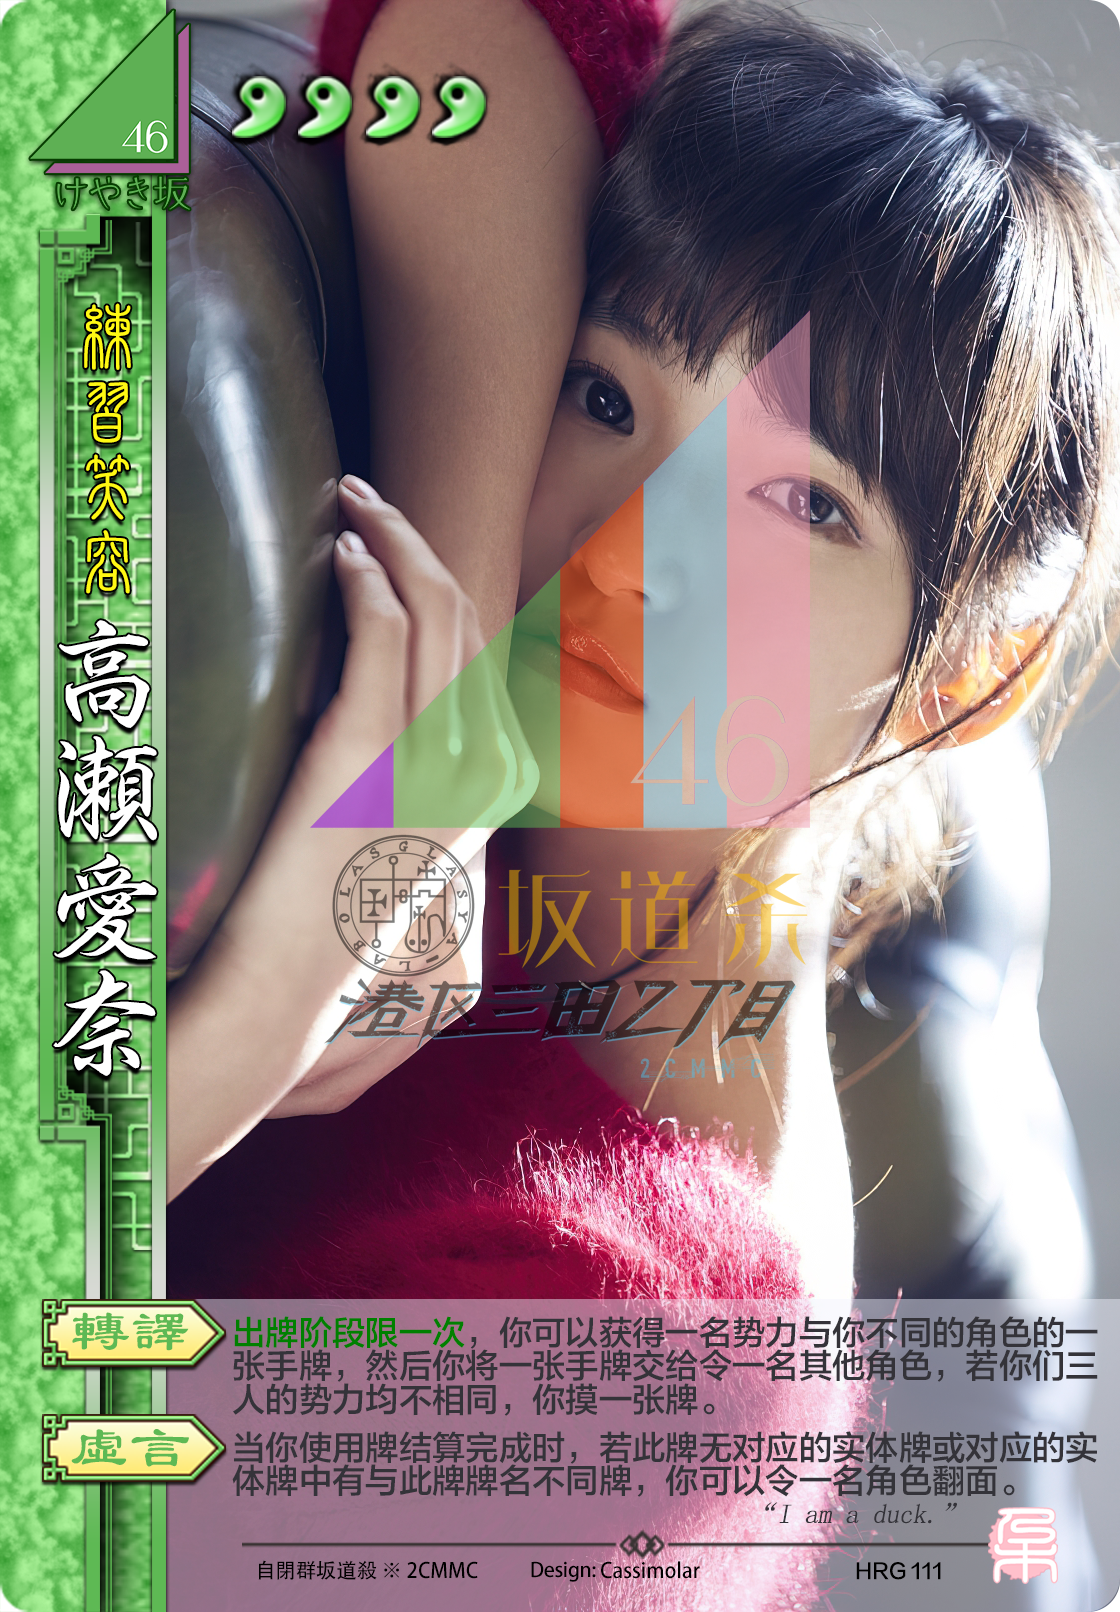 46
けやき坂
練習笑容
高瀬愛奈
46
GLASYA-LABOLAS
坂道杀
港区三田乙丁目
2CMMC
轉譯
出牌阶段限一次，你可以获得一名势力与你不同的角色的一
张手牌，然后你将一张手牌交给令一名其他角色，若你们三
人的势力均不相同，你摸一张牌。
虛言
当你使用牌结算完成时，若此牌无对应的实体牌或对应的实
体牌中有与此牌牌名不同牌，你可以令一名角色翻面。
“I am a duck.”
自閉群坂道殺 ※ 2CMMC
Design: Cassimolar
HRG 111